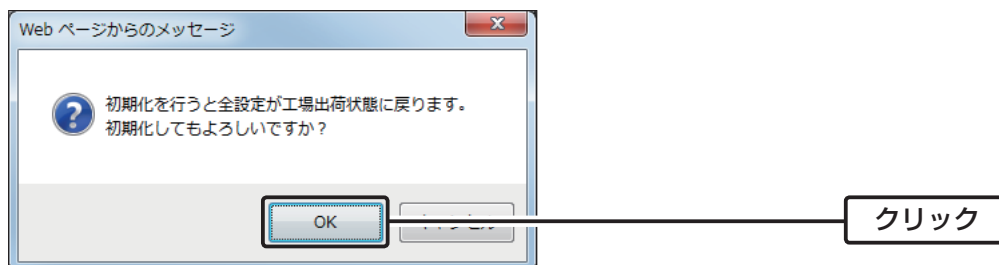 Web ページからのメッセージ
初期化を行うと全設定が工場出荷状態に戻ります。
初期化してもよろしいですか？
OK
クリック